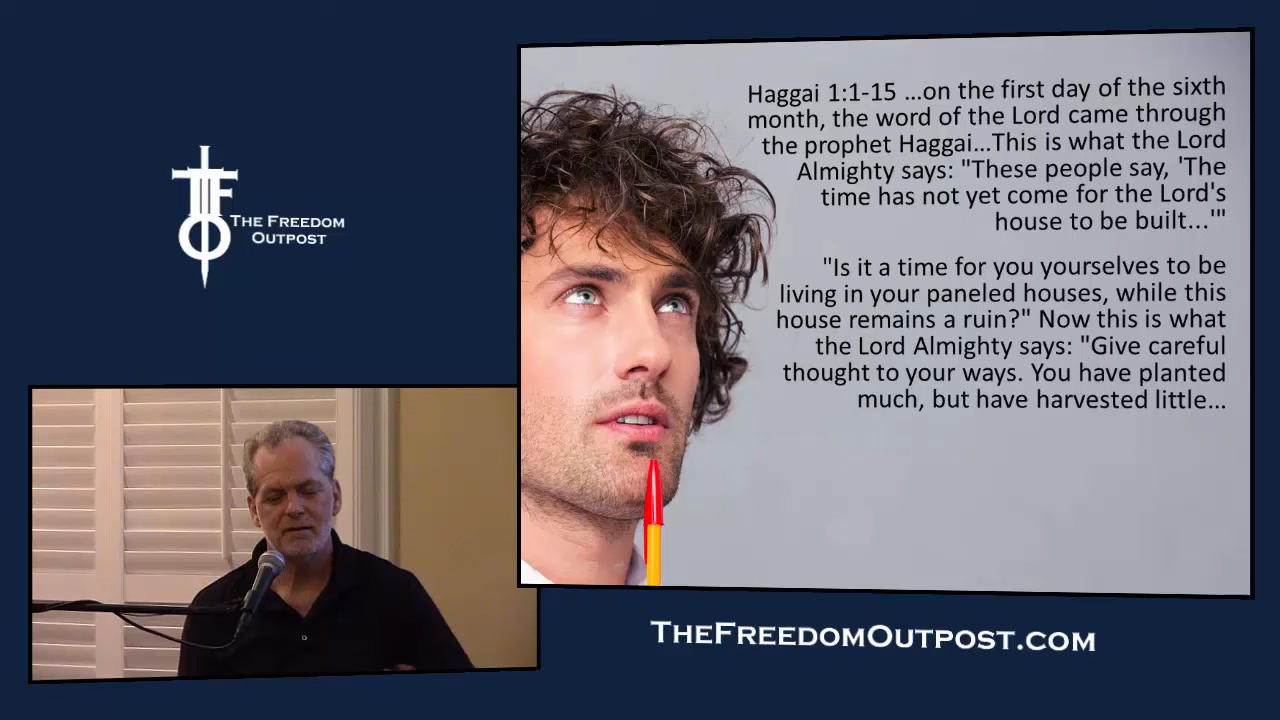 THE FREEDOM
OUTPOST
Haggai 1:1-15 ...on the first day of the sixth
month, the word of the Lord came through
the prophet Haggai...This is what the Lord
Almighty says: "These people say, 'The
time has not yet come for the Lord's
house to be built...'"
"Is it a time for you yourselves to be
living in your paneled houses, while this
house remains a ruin?" Now this is what
the Lord Almighty says: "Give careful
thought to your ways. You have planted
much, but have harvested little...
THEFREEDOMOUTPOST.COM